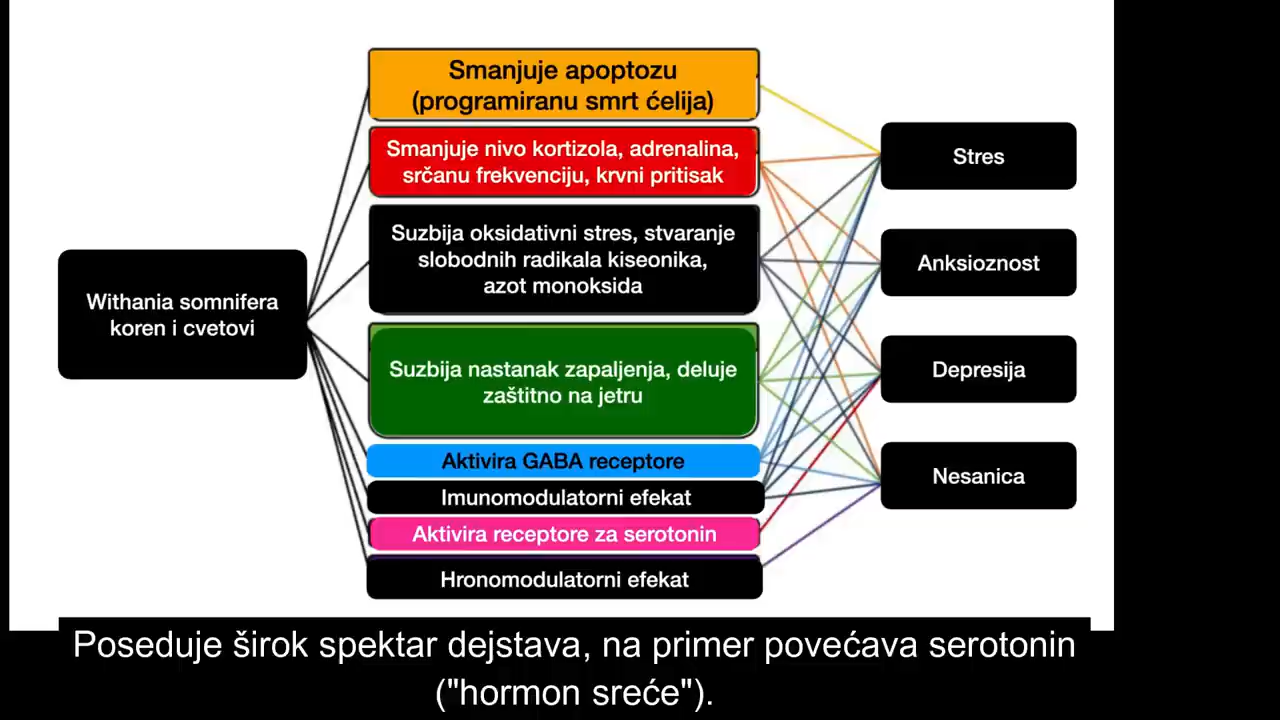 Smanjuje apoptozu
(programiranu smrt ćelija)
Smanjuje nivo kortizola, adrenalina,
srčanu frekvenciju, krvni pritisak
Suzbija oksidativni stres, stvaranje
slobodnih radikala kiseonika,
azot monoksida
Withania somnifera
koren i cvetovi
Suzbija nastanak zapaljenja, deluje
zaštitno na jetru
Aktivira GABA receptore
Imunomodulatorni efekat
Aktivira receptore za serotonin
Hronomodulatorni efekat
Stres
Anksioznost
Depresija
Nesanica
Poseduje širok spektar dejstava, na primer povećava serotonin
("hormon sreće").